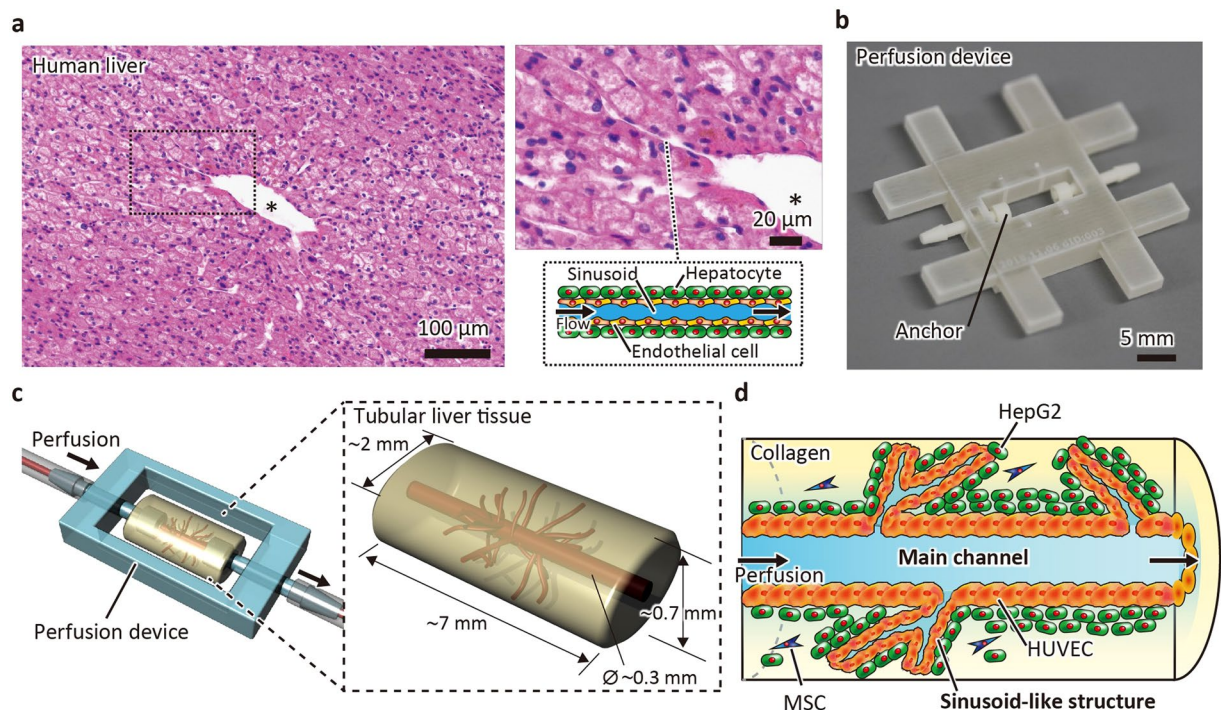 a
Human liver
*
100 µm
*
20 µm
Sinusoid
Hepatocyte
Flow
Endothelial cell
b
Perfusion device
Anchor
5 mm
c
Perfusion
Perfusion device
Tubular liver tissue
~2 mm
~7 mm
~0.7 mm
Ø ~0.3 mm
d
HepG2
Collagen
Main channel
Perfusion
HUVEC
MSC
Sinusoid-like structure